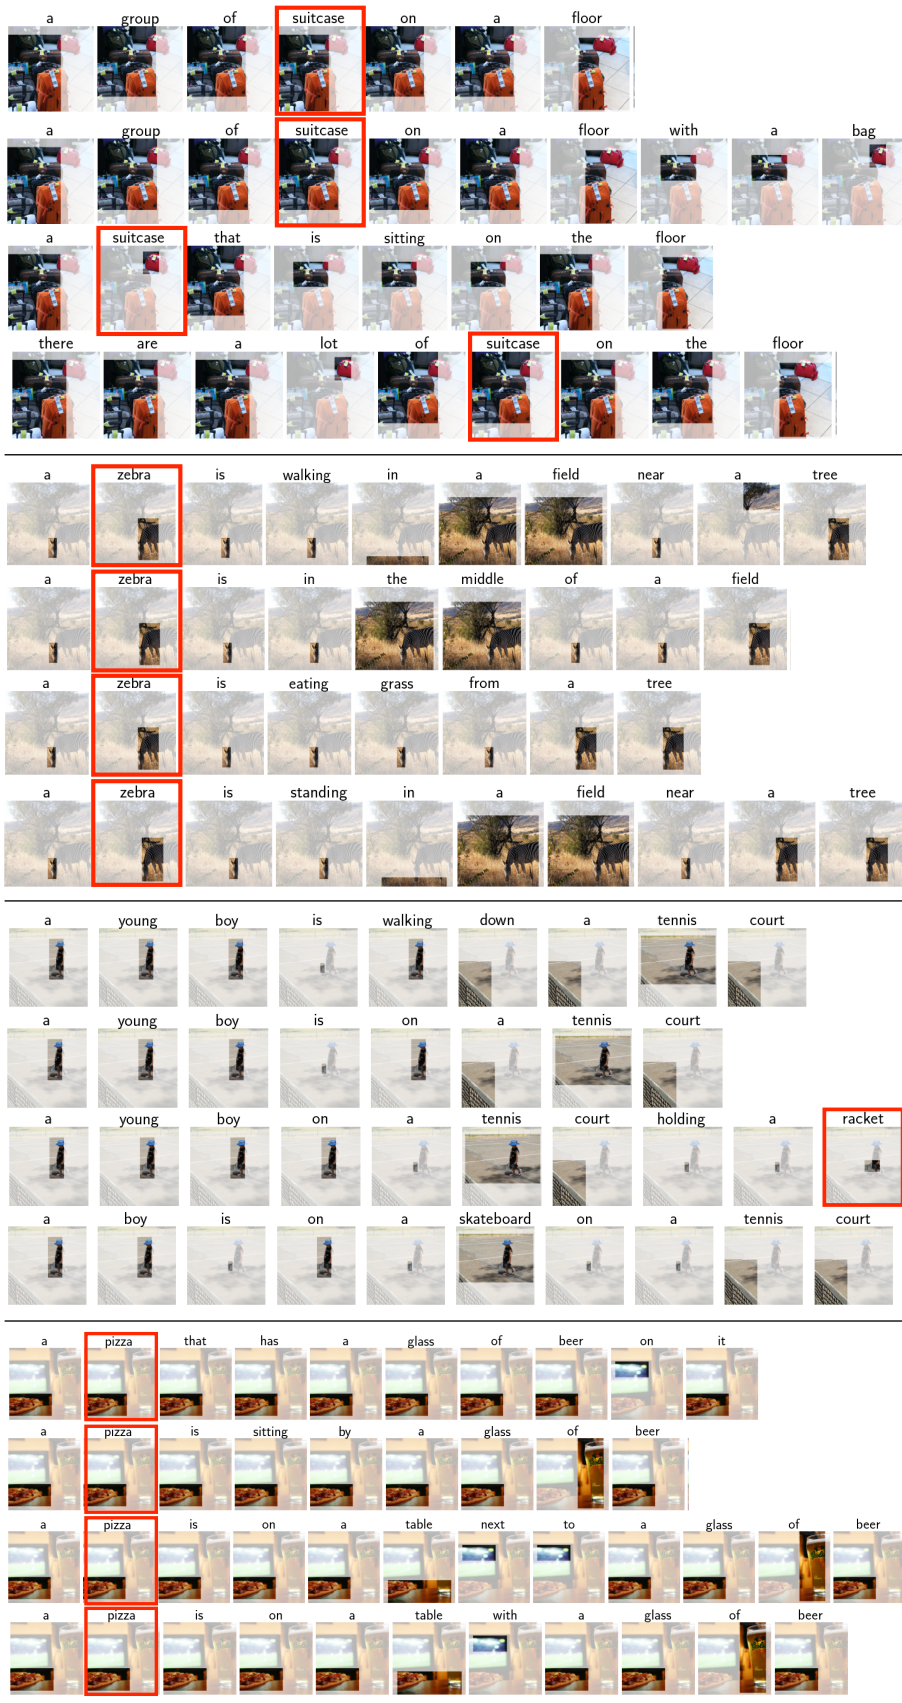 a group of suitcase on a floor
a group of suitcase on a floor with a bag
a suitcase that is sitting on the floor
there are a lot of suitcase on the floor
a zebra is walking in a field near a tree
a zebra is in the middle of a field
a zebra is eating grass from a tree
a zebra is standing in a field near a tree
a young boy is walking down a tennis court
a young boy is on a tennis court
a young boy on a tennis court holding a racket
a boy is on a skateboard on a tennis court
a pizza that has a glass of beer on it
a pizza is sitting by a glass of beer
a pizza is on a table next to a glass of beer
a pizza is on a table with a glass of beer